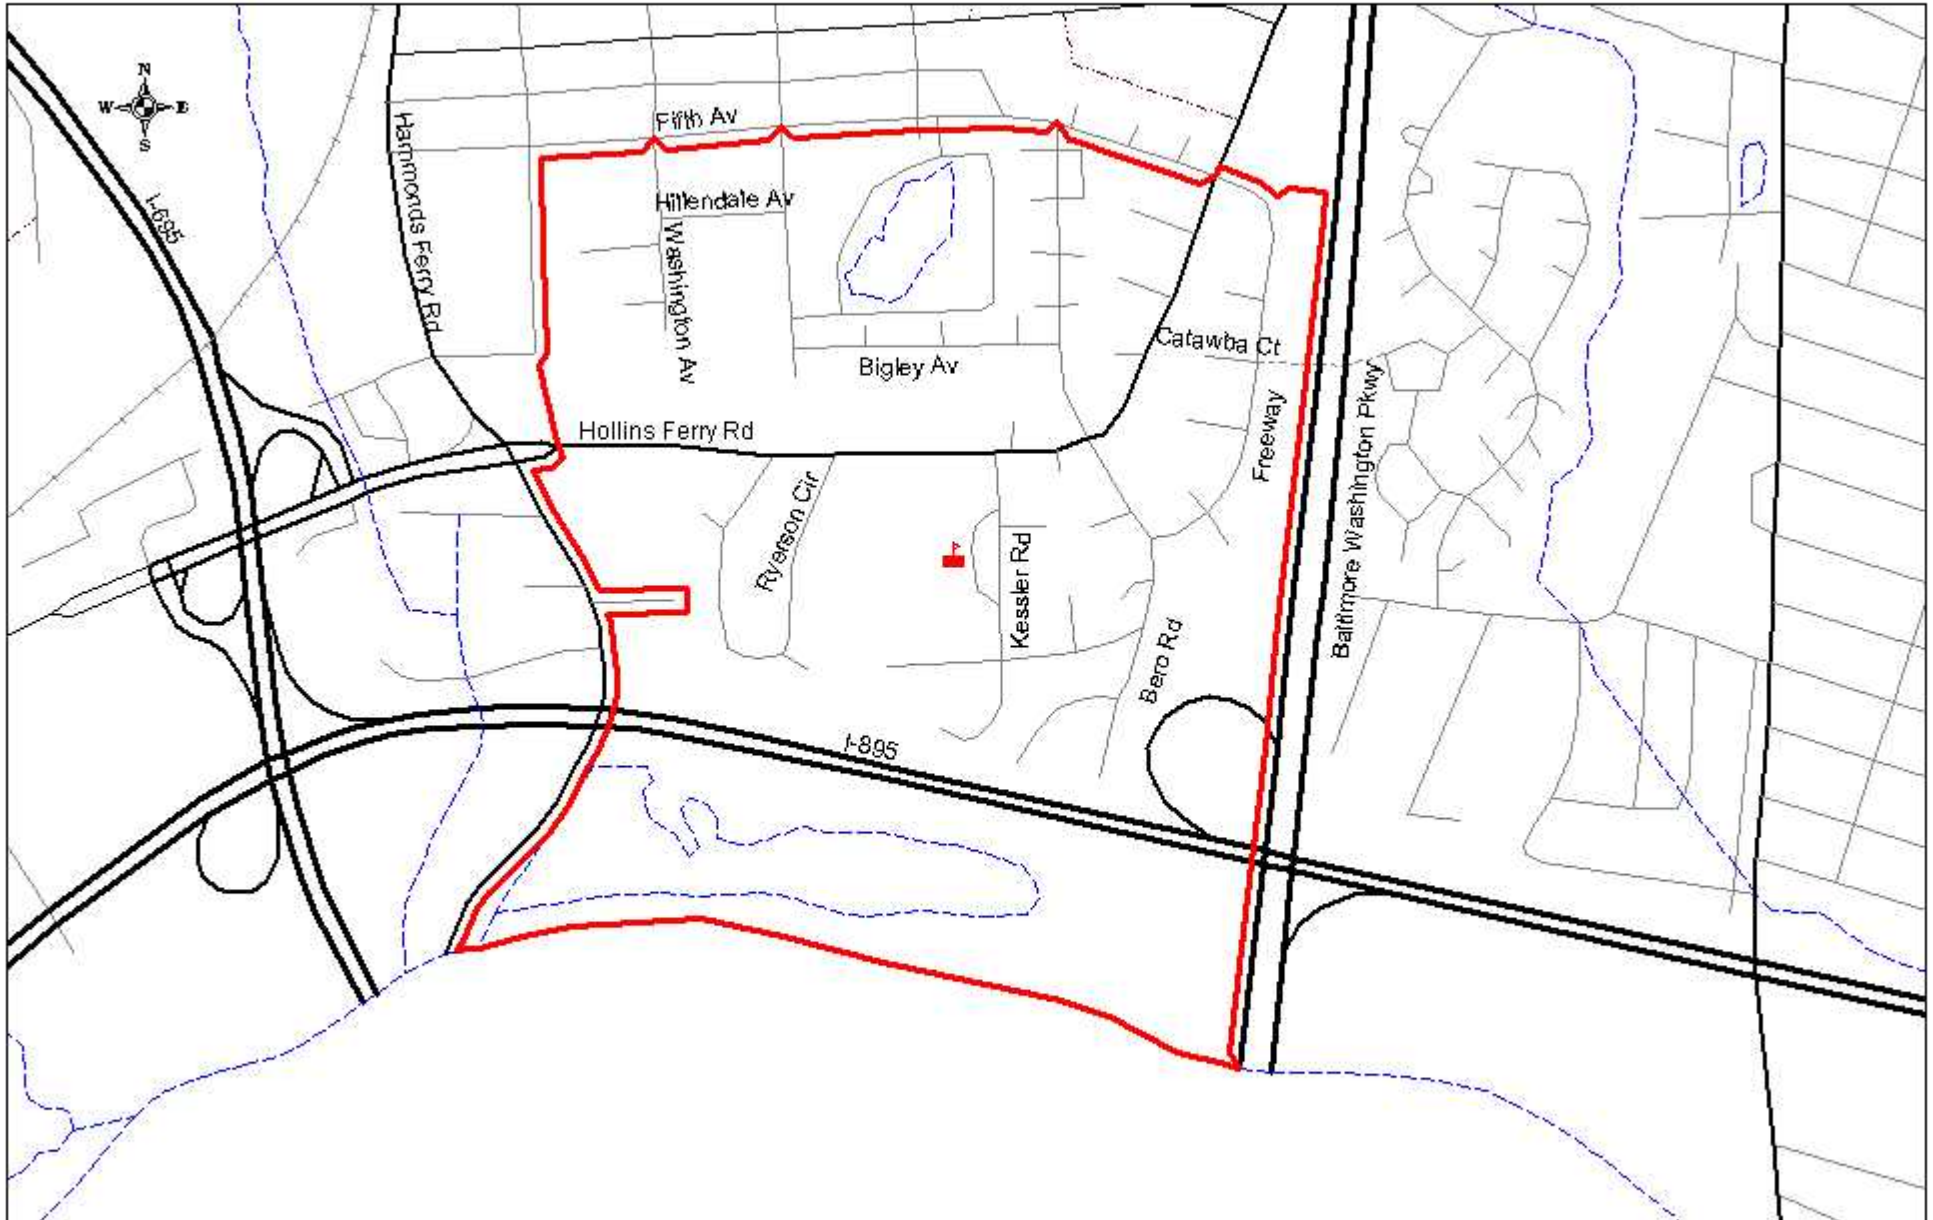 N
W E
S
I-695
Hammonds Ferry Rd
Fifth Av
Hillendale Av
Washington Av
Bigley Av
Catawba Ct
Hollins Ferry Rd
Freeway
Baltimore Washington Pkwy
Ryerson Cir
Kessler Rd
Bero Rd
I-895